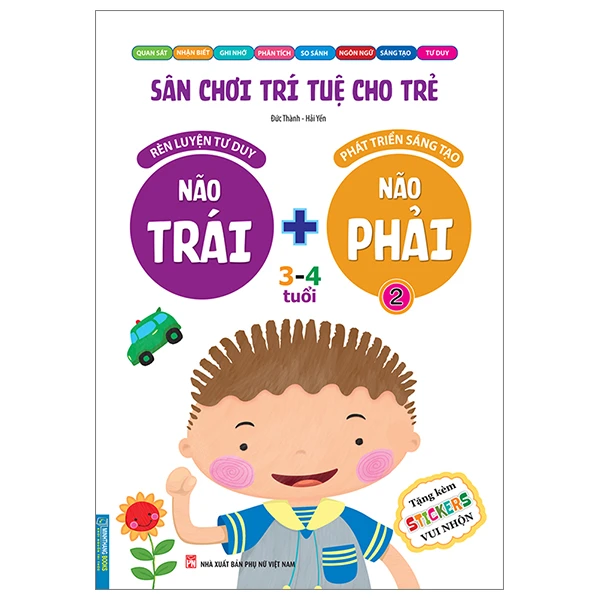 QUAN SÁT NHẬN BIẾT GHI NHỚ PHÂN TÍCH SO SÁNH NGÔN NGỮ SÁNG TẠO TƯ DUY
SÂN CHƠI TRÍ TUỆ CHO TRẺ
Đức Thành - Hải Yến
RÈN LUYỆN TƯ DUY
NÃO
TRÁI
+
PHÁT TRIỂN SÁNG TẠO
NÃO
PHẢI
2
3-4
tuổi
Tặng kèm
STICKERS
VUI NHỘN
MINHTHANG BOOKS
NHÀ XUẤT BẢN PHỤ NỮ VIỆT NAM